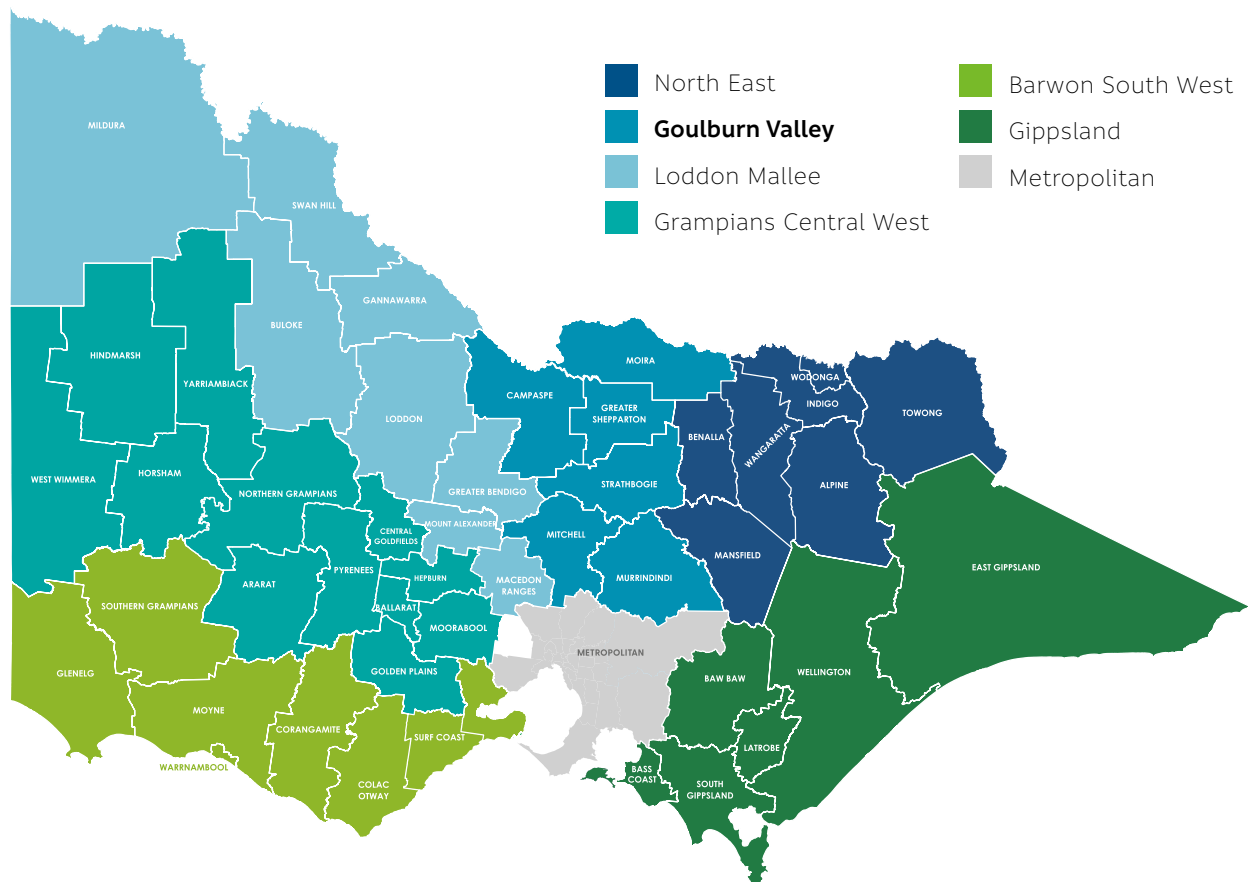 North East
Goulburn Valley
Loddon Mallee
Grampians Central West
Barwon South West
Gippsland
Metropolitan
MILDURA
SWAN HILL
GANNAWARRA
BULOKE
HINDMARSH
YARRIAMBIACK
LODDON
CAMPASPE
MOIRA
GREATER
SHEPPARTON
WODONGA
INDIGO
TOWONG
BENALLA
WANGARATTA
WEST WIMMERA
HORSHAM
NORTHERN GRAMPIANS
GREATER BENDIGO
STRATHBOGIE
ALPINE
CENTRAL
GOLDFIELDS
MOUNT ALEXANDER
MITCHELL
MANSFIELD
EAST GIPPSLAND
PYRENEES
HEPBURN
MACEDON
RANGES
MURRINDINDI
ARARAT
BALLARAT
SOUTHERN GRAMPIANS
MOORABOOL
METROPOLITAN
GLENELG
GOLDEN PLAINS
BAW BAW
WELLINGTON
MOYNE
CORANGAMITE
SURF COAST
LATROBE
WARRNAMBOOL
COLAC
OTWAY
BASS
COAST
SOUTH
GIPPSLAND